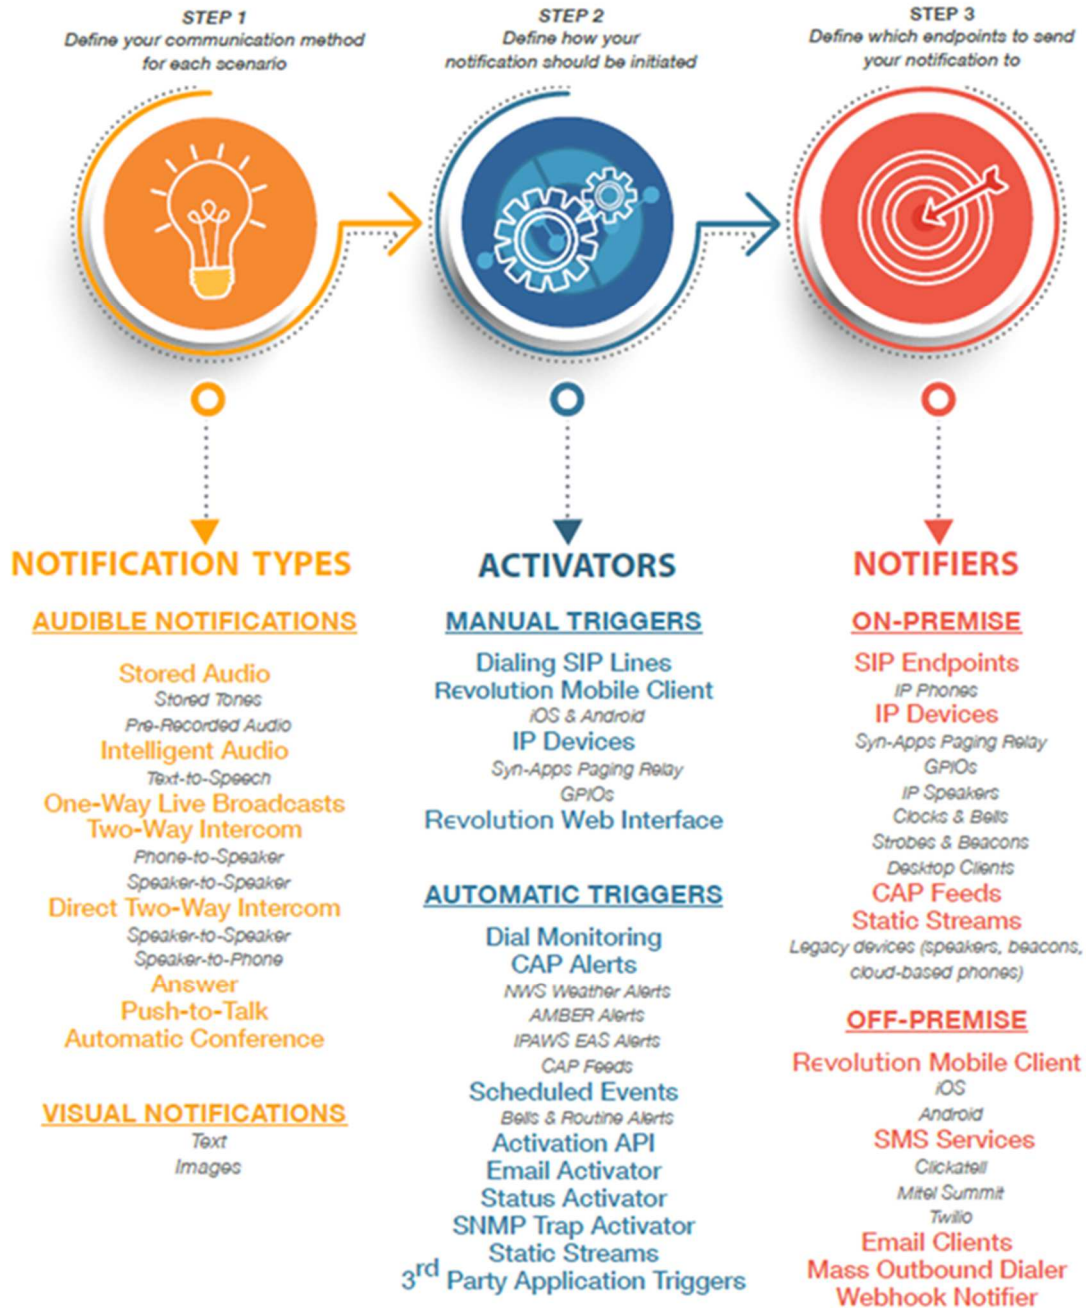 STEP 1
Define your communication method
for each scenario
STEP 2
Define how your
notification should be initiated
STEP 3
Define which endpoints to send
your notification to
NOTIFICATION TYPES
AUDIBLE NOTIFICATIONS
Stored Audio
Stored Tones
Pre-Recorded Audio
Intelligent Audio
Text-to-Speech
One-Way Live Broadcasts
Two-Way Intercom
Phone-to-Speaker
Speaker-to-Speaker
Direct Two-Way Intercom
Speaker-to-Speaker
Speaker-to-Phone
Answer
Push-to-Talk
Automatic Conference
VISUAL NOTIFICATIONS
Text
Images
ACTIVATORS
MANUAL TRIGGERS
Dialing SIP Lines
Revolution Mobile Client
iOS & Android
IP Devices
Syn-Apps Paging Relay
GPIOs
Revolution Web Interface
AUTOMATIC TRIGGERS
Dial Monitoring
CAP Alerts
NWS Weather Alerts
AMBER Alerts
IPAWS EAS Alerts
CAP Feeds
Scheduled Events
Bells & Routine Alerts
Activation API
Email Activator
Status Activator
SNMP Trap Activator
Static Streams
3rd Party Application Triggers
NOTIFIERS
ON-PREMISE
SIP Endpoints
IP Phones
IP Devices
Syn-Apps Paging Relay
GPIOs
IP Speakers
Clocks & Bells
Strobes & Beacons
Desktop Clients
CAP Feeds
Static Streams
Legacy devices (speakers, beacons,
cloud-based phones)
OFF-PREMISE
Revolution Mobile Client
iOS
Android
SMS Services
Clickatell
Mitel Summit
Twilio
Email Clients
Mass Outbound Dialer
Webhook Notifier